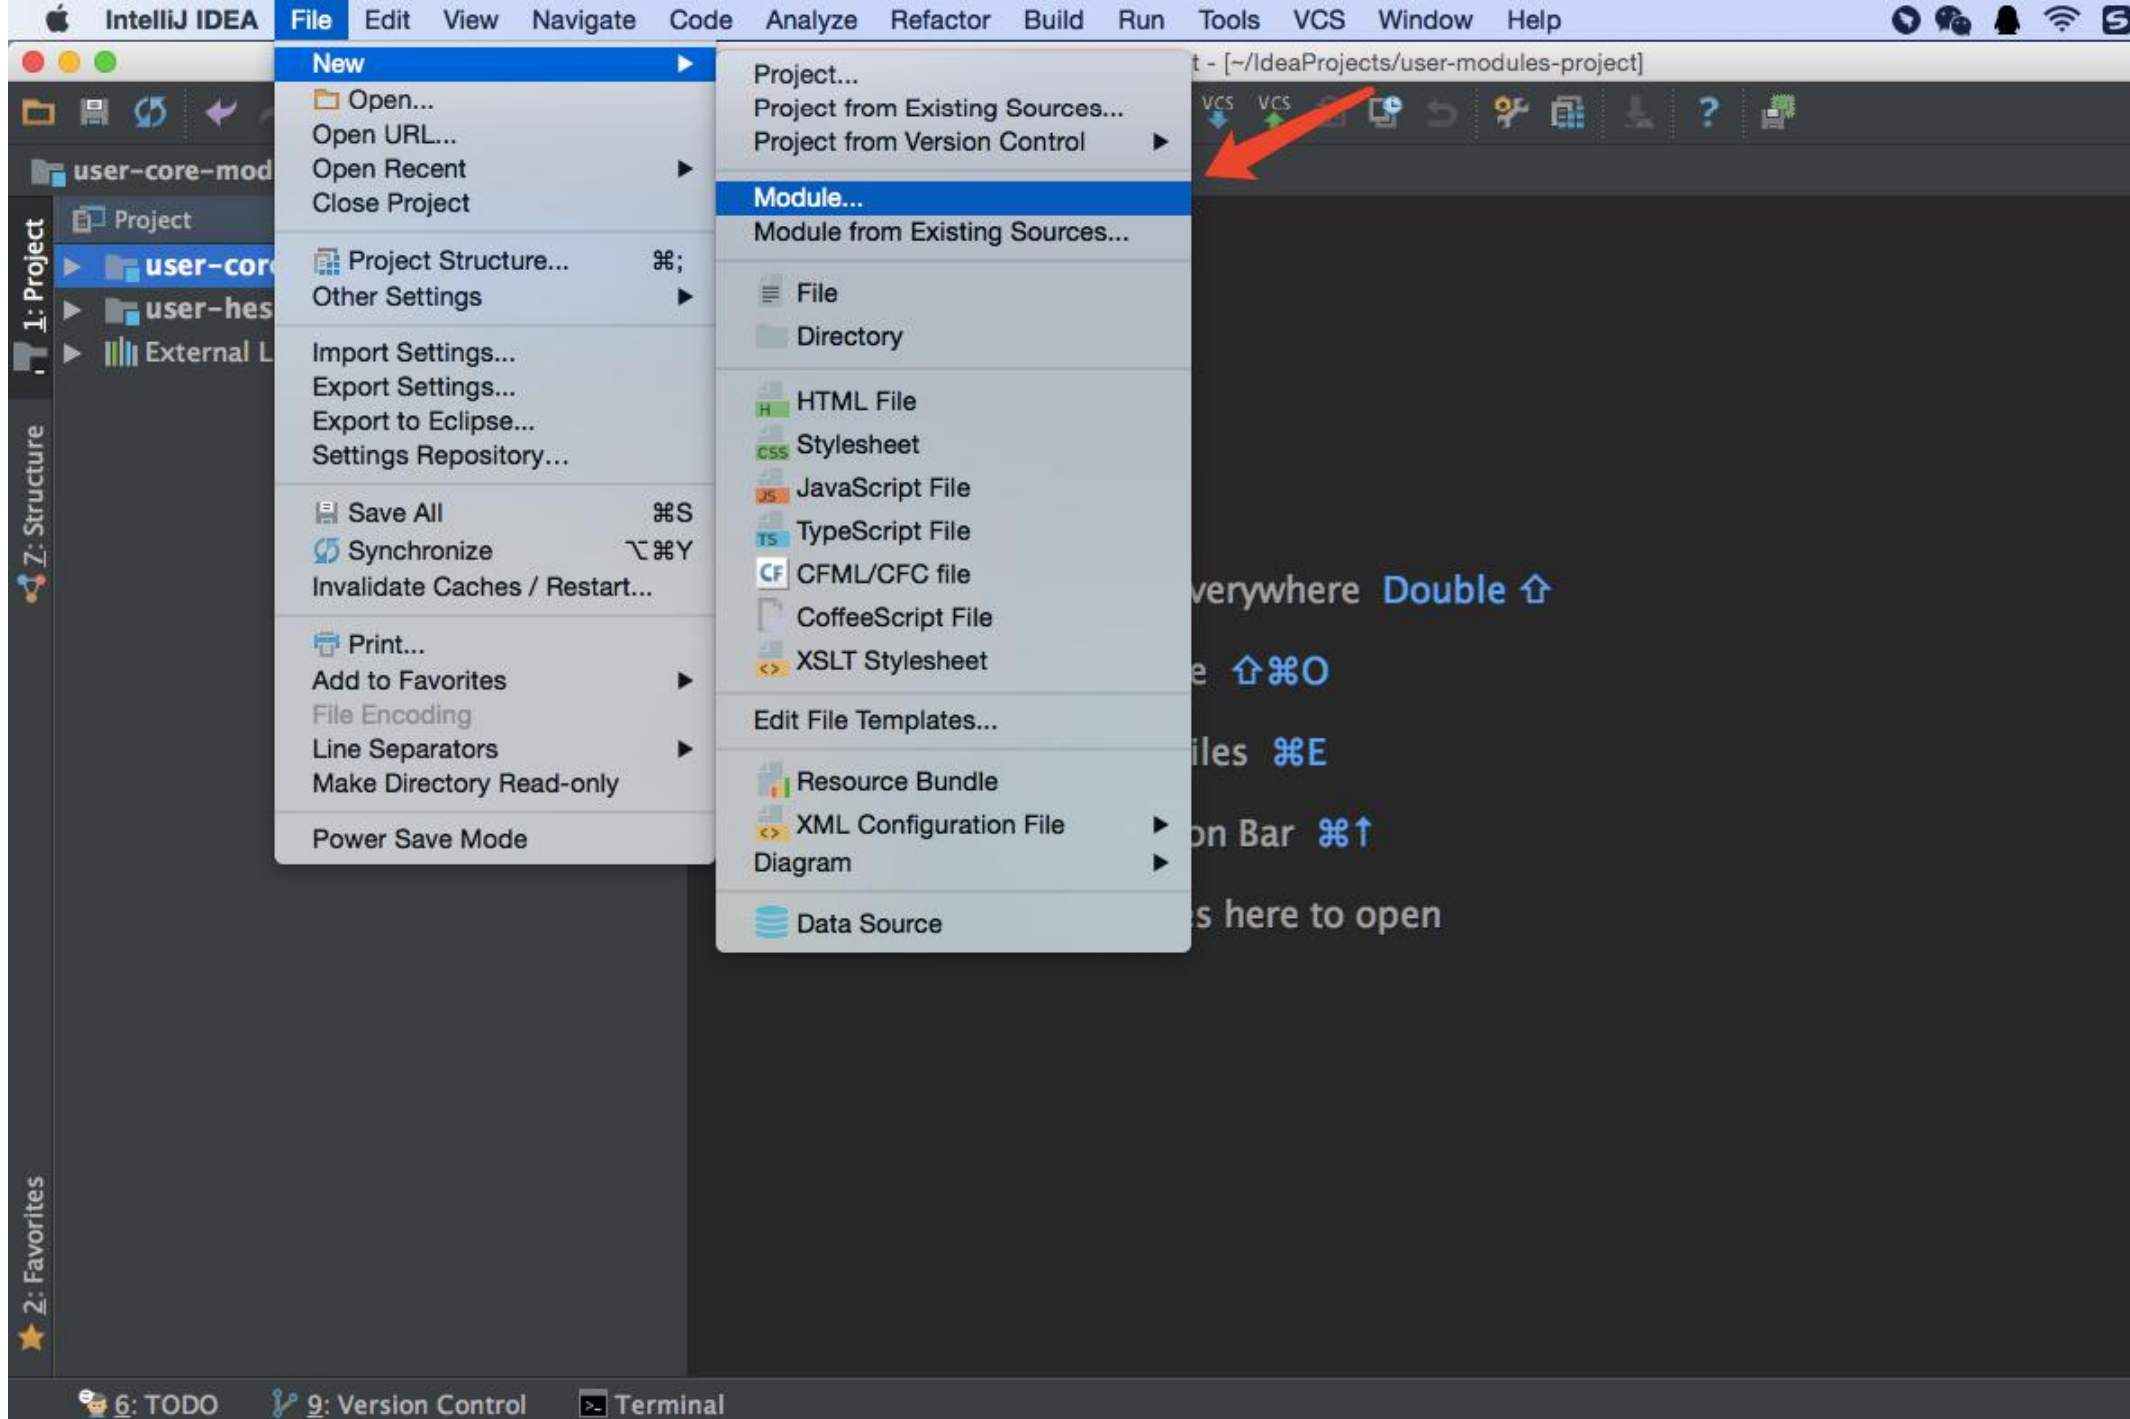 IntelliJ IDEA File Edit View Navigate Code Analyze Refactor Build Run Tools VCS Window Help
t - [~/IdeaProjects/user-modules-project]
VCS VCS
user-core-mod
Project
user-cor
user-hes
External L
1: Project
Z: Structure
2: Favorites
New
Open...
Open URL...
Open Recent
Close Project
Project Structure... ⌘;
Other Settings
Import Settings...
Export Settings...
Export to Eclipse...
Settings Repository...
Save All ⌘S
Synchronize ⌥⌘Y
Invalidate Caches / Restart...
Print...
Add to Favorites
File Encoding
Line Separators
Make Directory Read-only
Power Save Mode
Project...
Project from Existing Sources...
Project from Version Control
Module...
Module from Existing Sources...
File
Directory
H HTML File
CSS Stylesheet
JS JavaScript File
TS TypeScript File
CF CFML/CFC file
CoffeeScript File
<> XSLT Stylesheet
Edit File Templates...
Resource Bundle
<> XML Configuration File
Diagram
Data Source
verywhere Double ⇧
e ⇧⌘O
iles ⌘E
on Bar ⌘↑
s here to open
6: TODO 9: Version Control Terminal